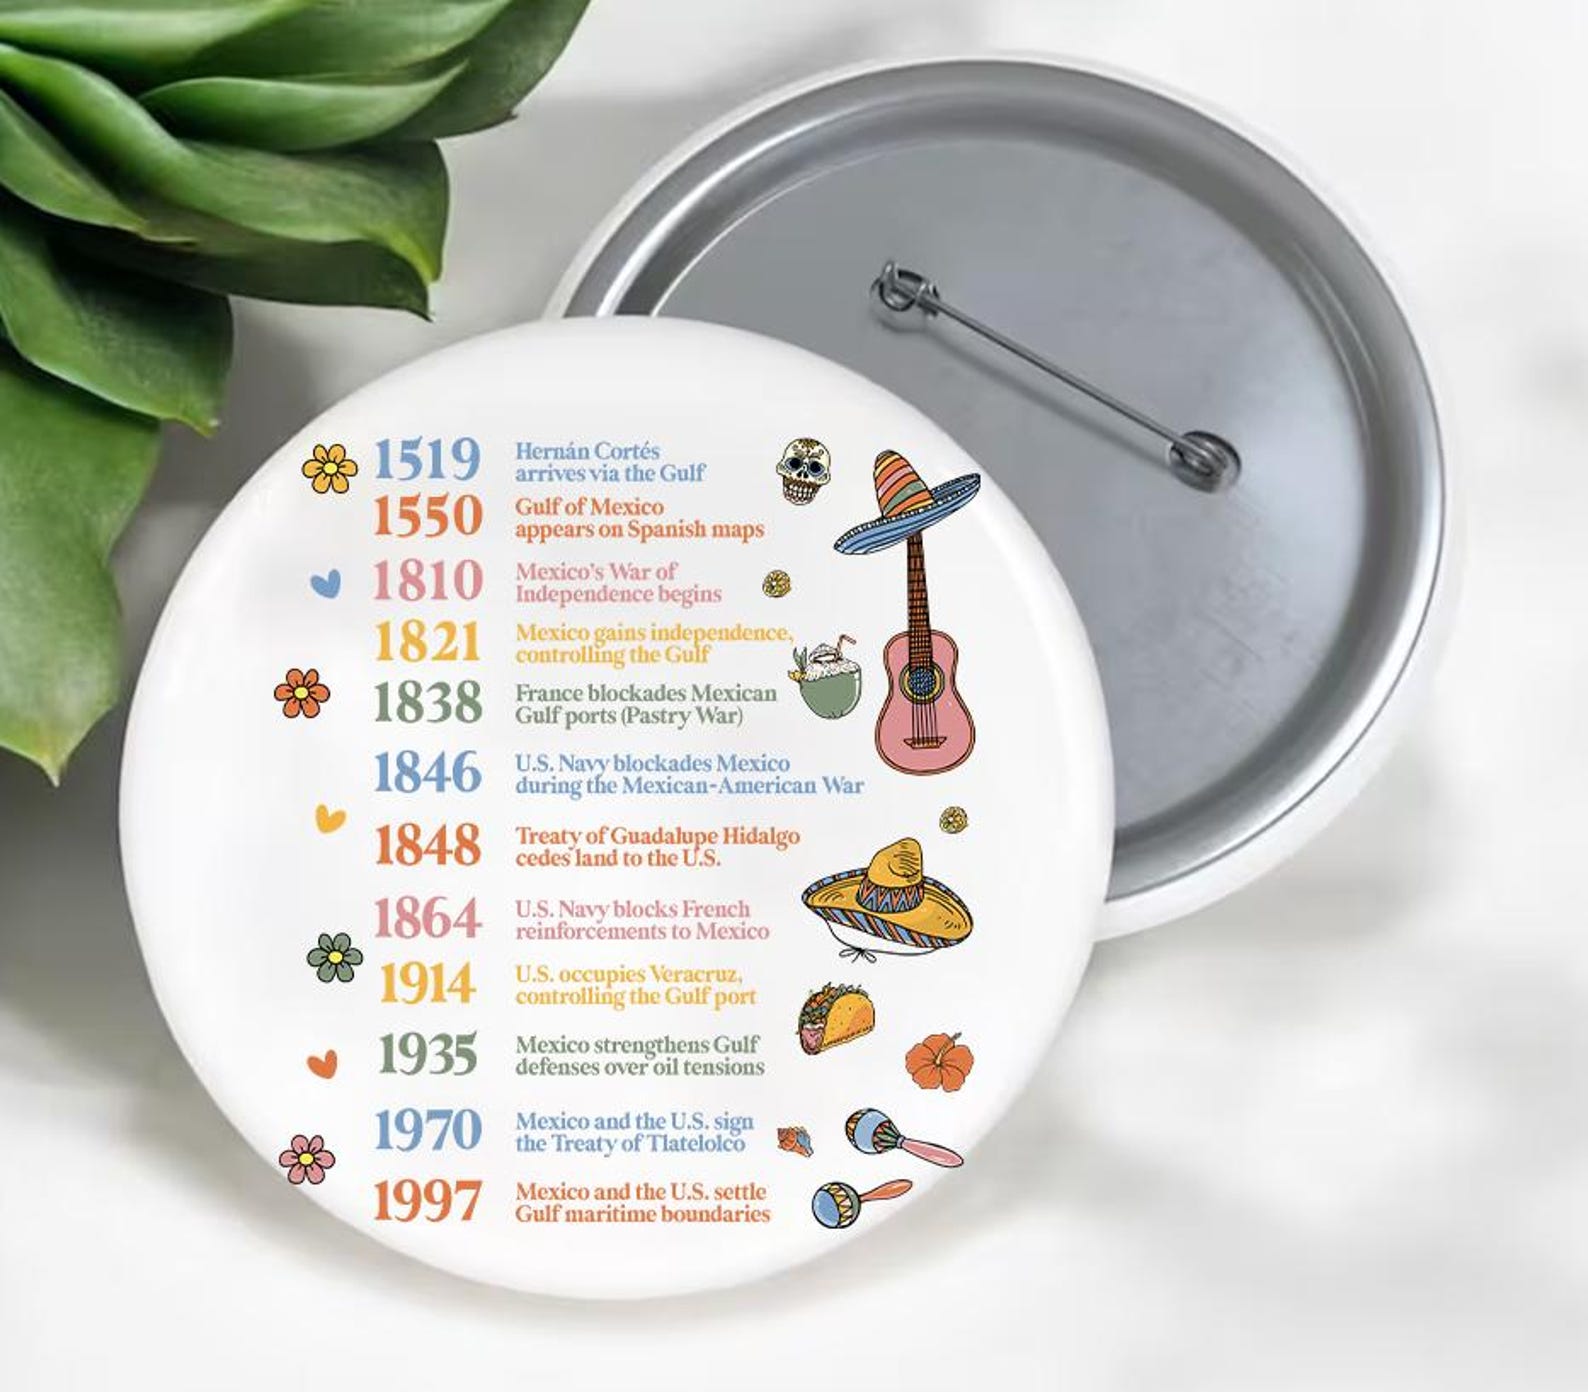 1519
Hernán Cortés
arrives via the Gulf
1550
Gulf of Mexico
appears on Spanish maps
1810
Mexico's War of
Independence begins
1821
Mexico gains independence,
controlling the Gulf
1838
France blockades Mexican
Gulf ports (Pastry War)
1846
U.S. Navy blockades Mexico
during the Mexican-American War
1848
Treaty of Guadalupe Hidalgo
cedes land to the U.S.
1864
U.S. Navy blocks French
reinforcements to Mexico
1914
U.S. occupies Veracruz,
controlling the Gulf port
1935
Mexico strengthens Gulf
defenses over oil tensions
1970
Mexico and the U.S. sign
the Treaty of Tlatelolco
1997
Mexico and the U.S. settle
Gulf maritime boundaries